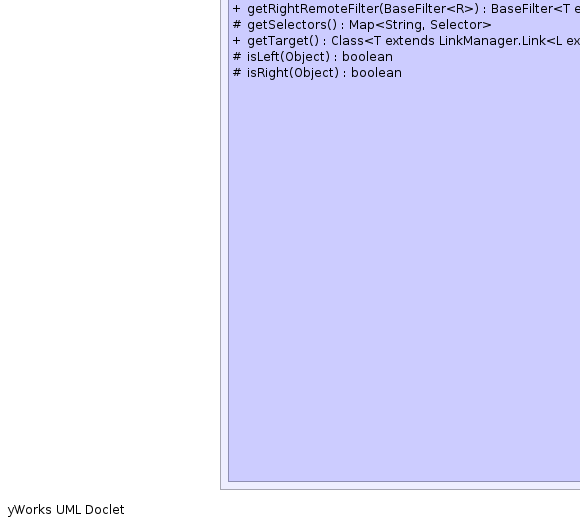 + getRightRemoteFilter(BaseFilter<R>) : BaseFilter<T e
# getSelectors() : Map<String, Selector>
+ getTarget() : Class<T extends LinkManager.Link<L ex
# isLeft(Object) : boolean
# isRight(Object) : boolean
yWorks UML Doclet